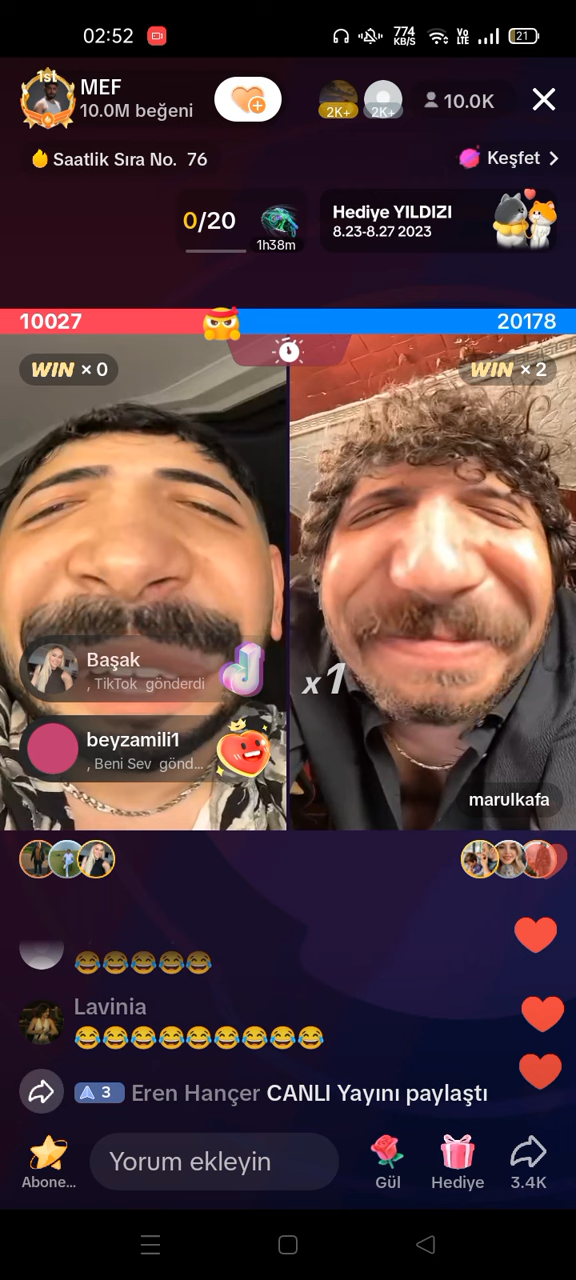 02:52
774
KB/S
VO
LTE
21
1st
MEF
10.0M beğeni
2K+
2K+
10.0K
Saatlik Sıra No. 76
Keşfet
0/20
1h38m
Hediye YILDIZI
8.23-8.27 2023
10027
20178
WIN × 0
WIN × 2
Başak
, TikTok gönderdi
x1
beyzamili1
, Beni Sev gönd...
marulkafa
😂😂😂😂😂
Lavinia
😂😂😂😂😂😂😂😂😂
3 Eren Hançer CANLI Yayını paylaştı
Abone...
Yorum ekleyin
Gül
Hediye
3.4K